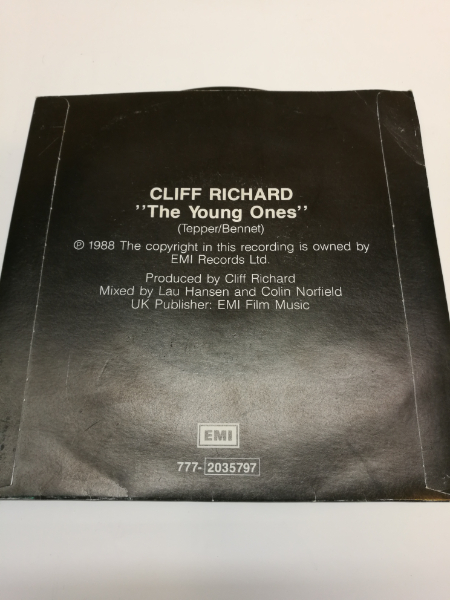 CLIFF RICHARD
''The Young Ones''
(Tepper/Bennet)
℗ 1988 The copyright in this recording is owned by
EMI Records Ltd.
Produced by Cliff Richard
Mixed by Lau Hansen and Colin Norfield
UK Publisher: EMI Film Music
EMI
777-2035797